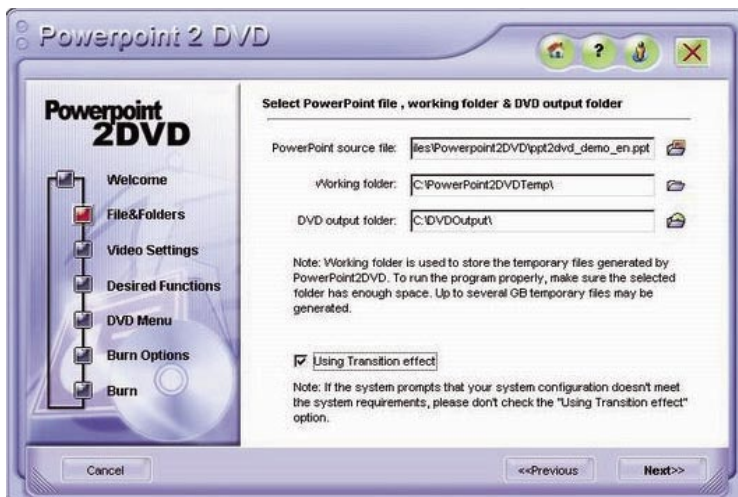 Powerpoint 2 DVD
?
Powerpoint
2DVD
Welcome
File&Folders
Video Settings
Desired Functions
DVD Menu
Burn Options
Burn
Select PowerPoint file , working folder & DVD output folder
PowerPoint source file: iles\Powerpoint2DVD\ppt2dvd_demo_en.ppt
Working folder: C:\PowerPoint2DVDTemp\
DVD output folder: C:\DVDOutput\
Note: Working folder is used to store the temporary files generated by
PowerPoint2DVD. To run the program properly, make sure the selected
folder has enough space. Up to several GB temporary files may be
generated.
Using Transition effect
Note: If the system prompts that your system configuration doesn't meet
the system requirements, please don't check the "Using Transition effect"
option.
Cancel
<<Previous
Next>>